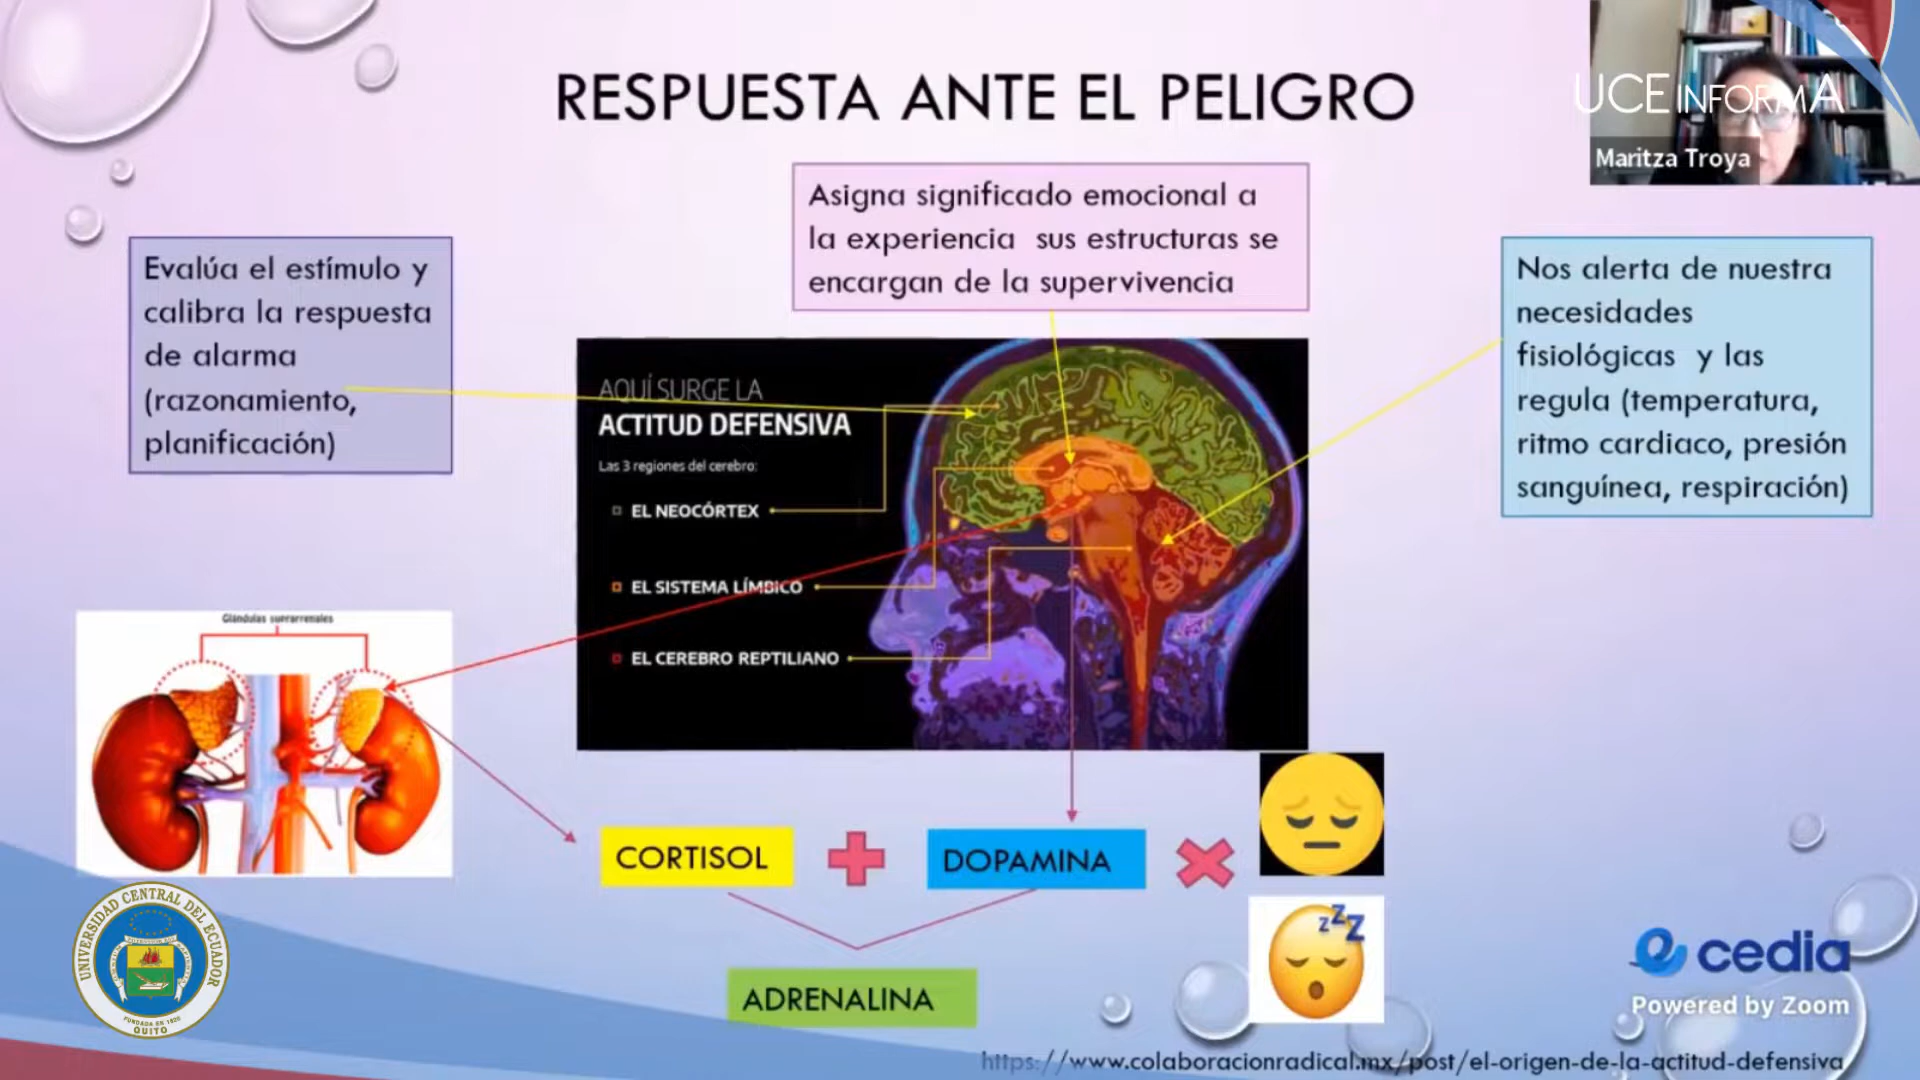 RESPUESTA ANTE EL PELIGRO
UCE INFORMA
Maritza Troya
Asigna significado emocional a
la experiencia sus estructuras se
encargan de la supervivencia
Evalúa el estímulo y
calibra la respuesta
de alarma
(razonamiento,
planificación)
Nos alerta de nuestra
necesidades
fisiológicas y las
regula (temperatura,
ritmo cardiaco, presión
sanguínea, respiración)
AQUÍ SURGE LA
ACTITUD DEFENSIVA
Las 3 regiones del cerebro:
EL NEOCÓRTEX
EL SISTEMA LÍMBICO
EL CEREBRO REPTILIANO
Glándulas suprarrenales
CORTISOL
DOPAMINA
zzZ
ADRENALINA
UNIVERSIDAD CENTRAL DEL ECUADOR
FUNDADA EN 1826
QUITO
cedia
Powered by Zoom
https://www.colaboracionradical.mx/post/el-origen-de-la-actitud-defensiva